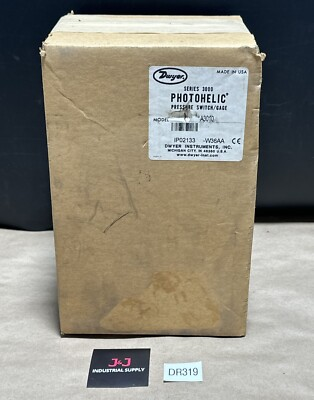 Dwyer
MADE IN USA
SERIES 3000
PHOTOHELIC®
PRESSURE SWITCH/GAGE
MODEL
IP02133 -W36AA CE
DWYER INSTRUMENTS, INC.
MICHIGAN CITY, IN 46360 U.S.A.
www.dwyer-inst.com
J&J
INDUSTRIAL SUPPLY
DR319